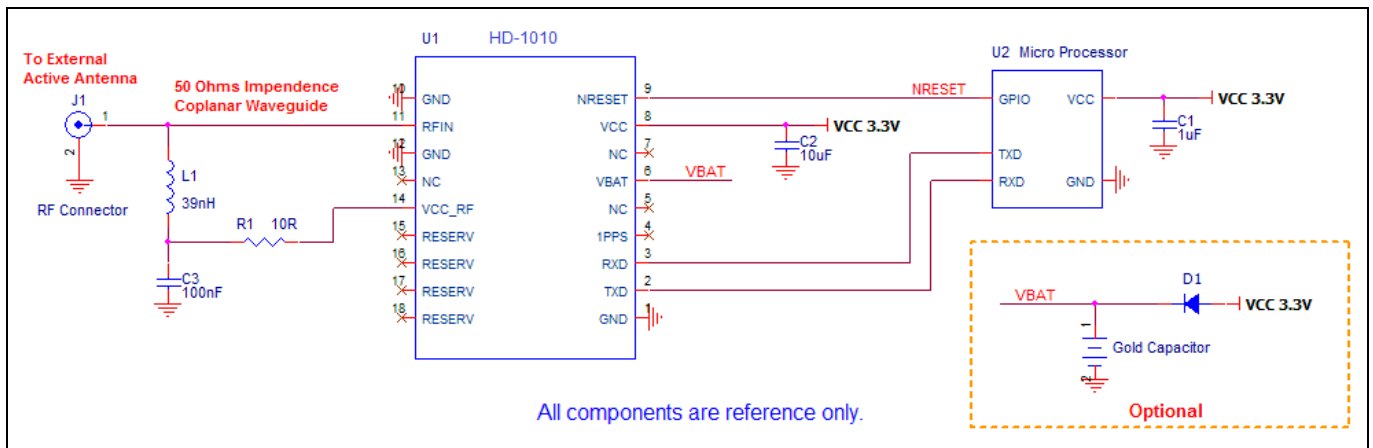 U1 HD-1010
To External
Active Antenna
J1
1
2
RF Connector
50 Ohms Impendence
Coplanar Waveguide
L1
39nH
R1 10R
C3
100nF
10 GND
11 RFIN
12 GND
13 NC
14 VCC_RF
15 RESERV
16 RESERV
17 RESERV
18 RESERV
NRESET 9
VCC 8
NC 7
VBAT 6
NC 5
1PPS 4
RXD 3
TXD 2
GND 1
NRESET
VCC 3.3V
C2
10uF
VBAT
U2 Micro Processor
GPIO VCC
TXD
RXD GND
VCC 3.3V
C1
1uF
VBAT
D1
VCC 3.3V
1
Gold Capacitor
2
Optional
All components are reference only.